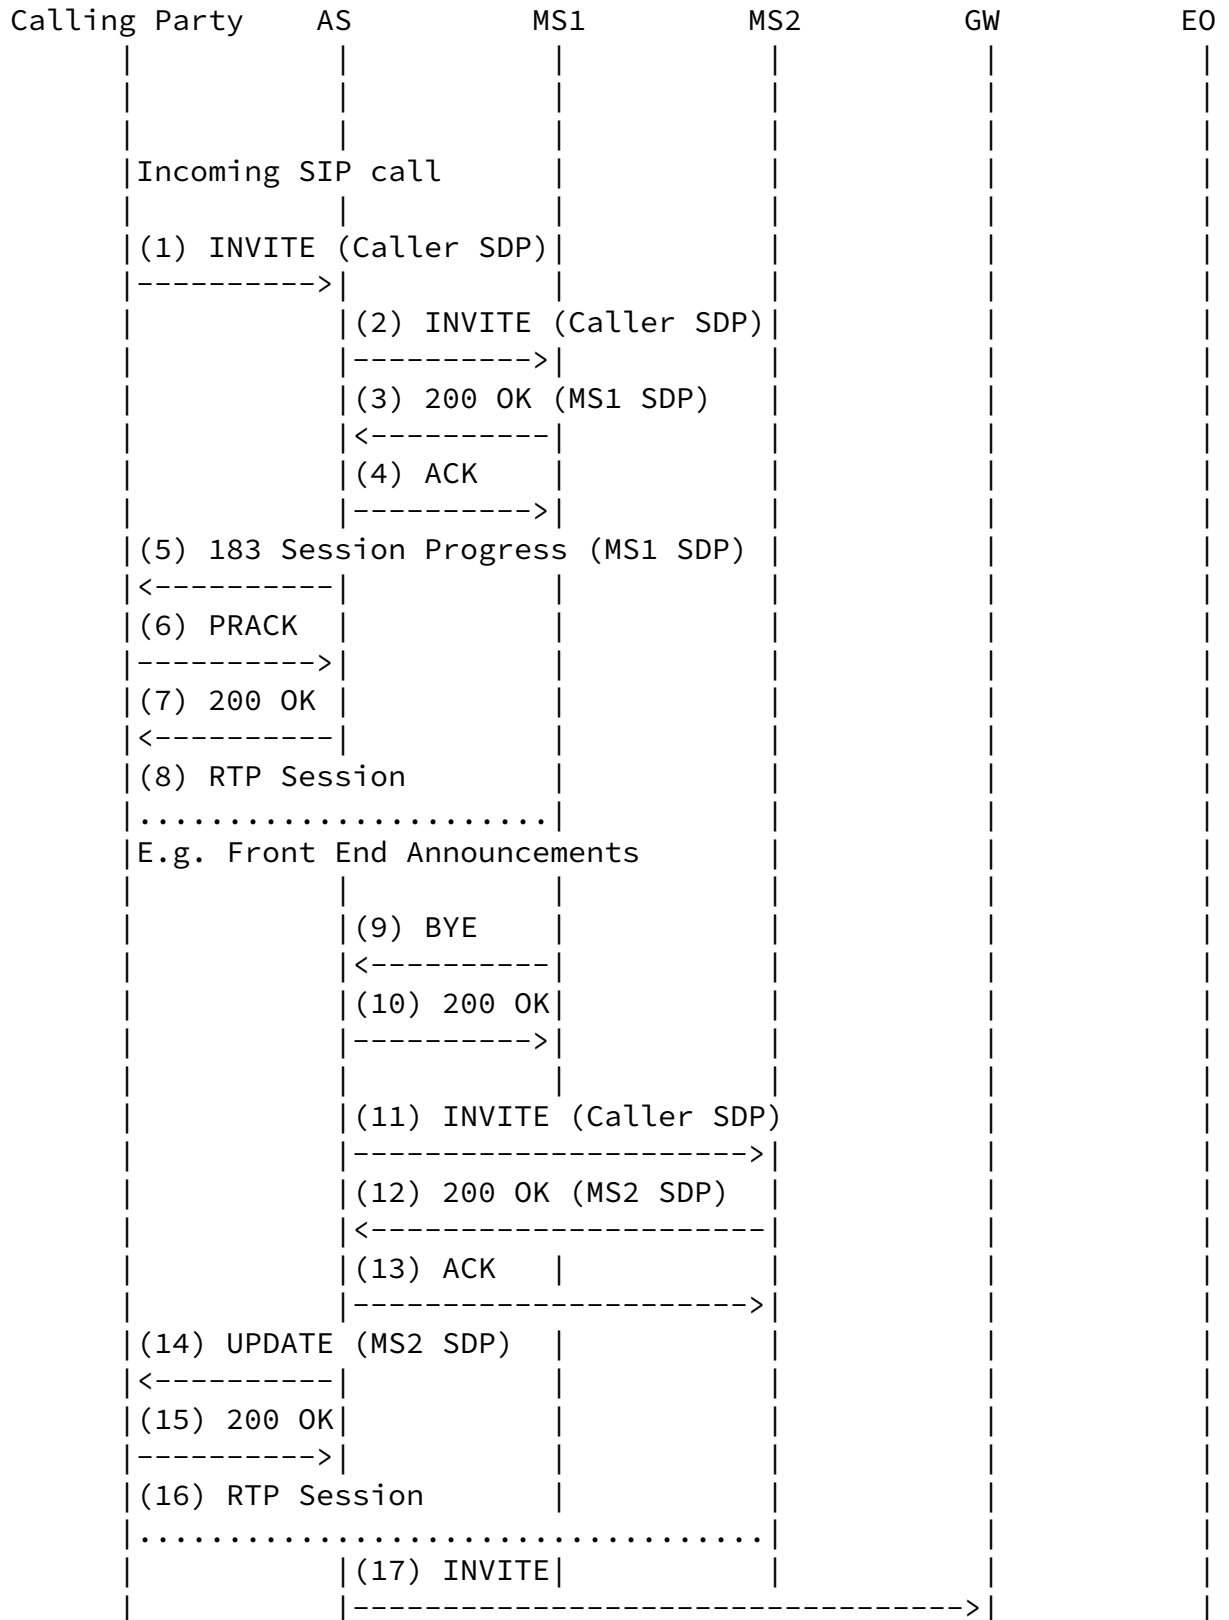 Calling Party AS MS1 MS2 GW EO
Incoming SIP call
(1) INVITE (Caller SDP)
(2) INVITE (Caller SDP)
(3) 200 OK (MS1 SDP)
(4) ACK
(5) 183 Session Progress (MS1 SDP)
(6) PRACK
(7) 200 OK
(8) RTP Session
E.g. Front End Announcements
(9) BYE
(10) 200 OK
(11) INVITE (Caller SDP)
(12) 200 OK (MS2 SDP)
(13) ACK
(14) UPDATE (MS2 SDP)
(15) 200 OK
(16) RTP Session
(17) INVITE